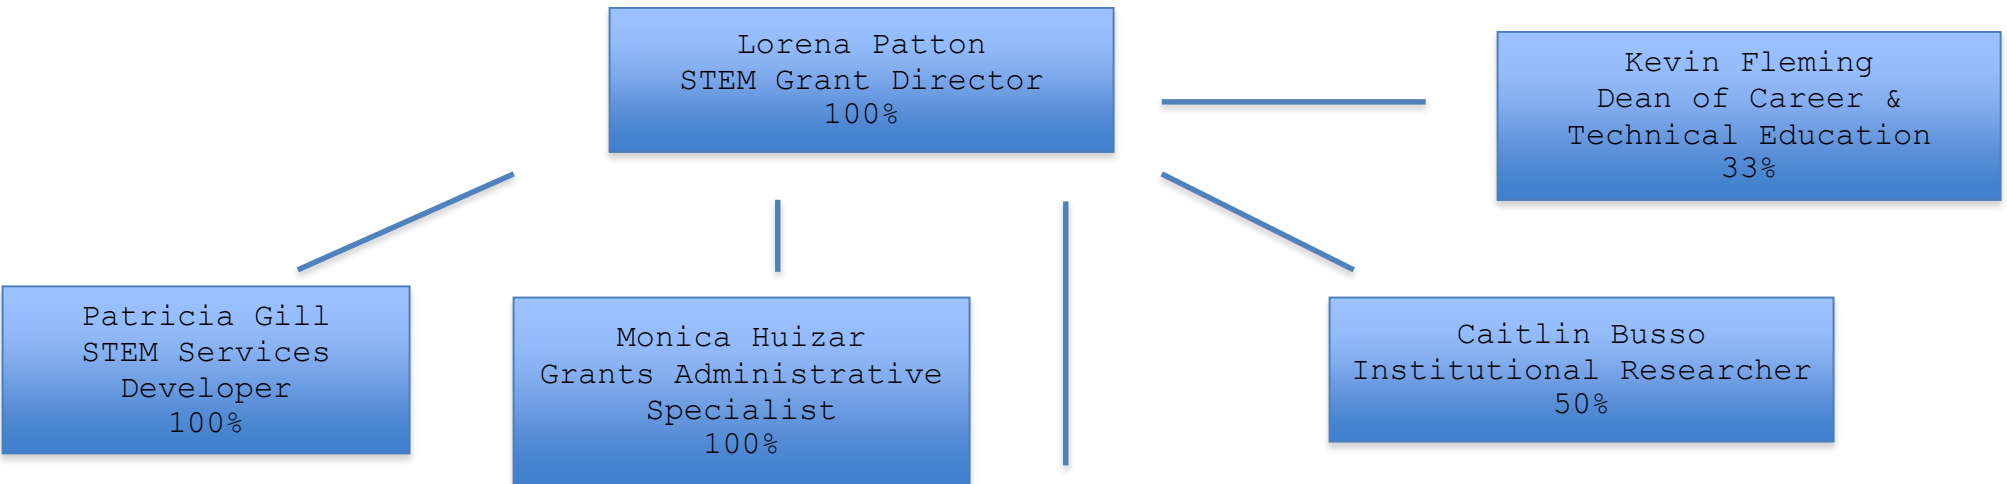 Lorena Patton
STEM Grant Director
100%
Kevin Fleming
Dean of Career &
Technical Education
33%
Patricia Gill
STEM Services
Developer
100%
Monica Huizar
Grants Administrative
Specialist
100%
Caitlin Busso
Institutional Researcher
50%